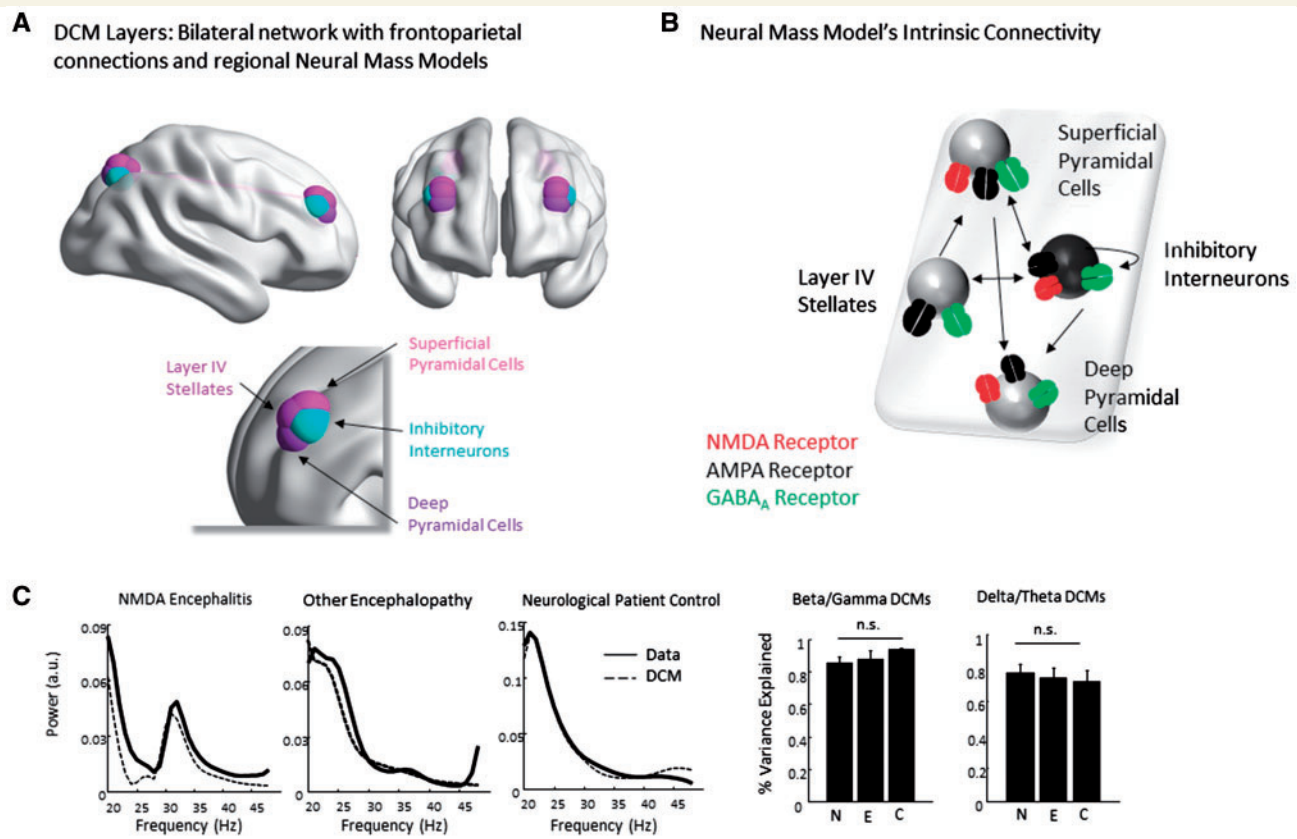 A
DCM Layers: Bilateral network with frontoparietal
connections and regional Neural Mass Models
Layer IV
Stellates
Superficial
Pyramidal Cells
Inhibitory
Interneurons
Deep
Pyramidal Cells
B
Neural Mass Model's Intrinsic Connectivity
Superficial
Pyramidal
Cells
Layer IV
Stellates
Inhibitory
Interneurons
Deep
Pyramidal
Cells
NMDA Receptor
AMPA Receptor
GABAA Receptor
C
NMDA Encephalitis
Power (a.u.)
0.09
0.06
0.03
0
20 25 30 35 40 45
Frequency (Hz)
Other Encephalopathy
0.09
0.06
0.03
0
20 25 30 35 40 45
Frequency (Hz)
Neurological Patient Control
0.15
0.1
0.05
0
20 25 30 35 40 45
Frequency (Hz)
Data
DCM
Beta/Gamma DCMs
n.s.
% Variance Explained
1
0.8
0.6
0.4
0.2
0
N E C
Delta/Theta DCMs
n.s.
1
0.8
0.6
0.4
0.2
0
N E C